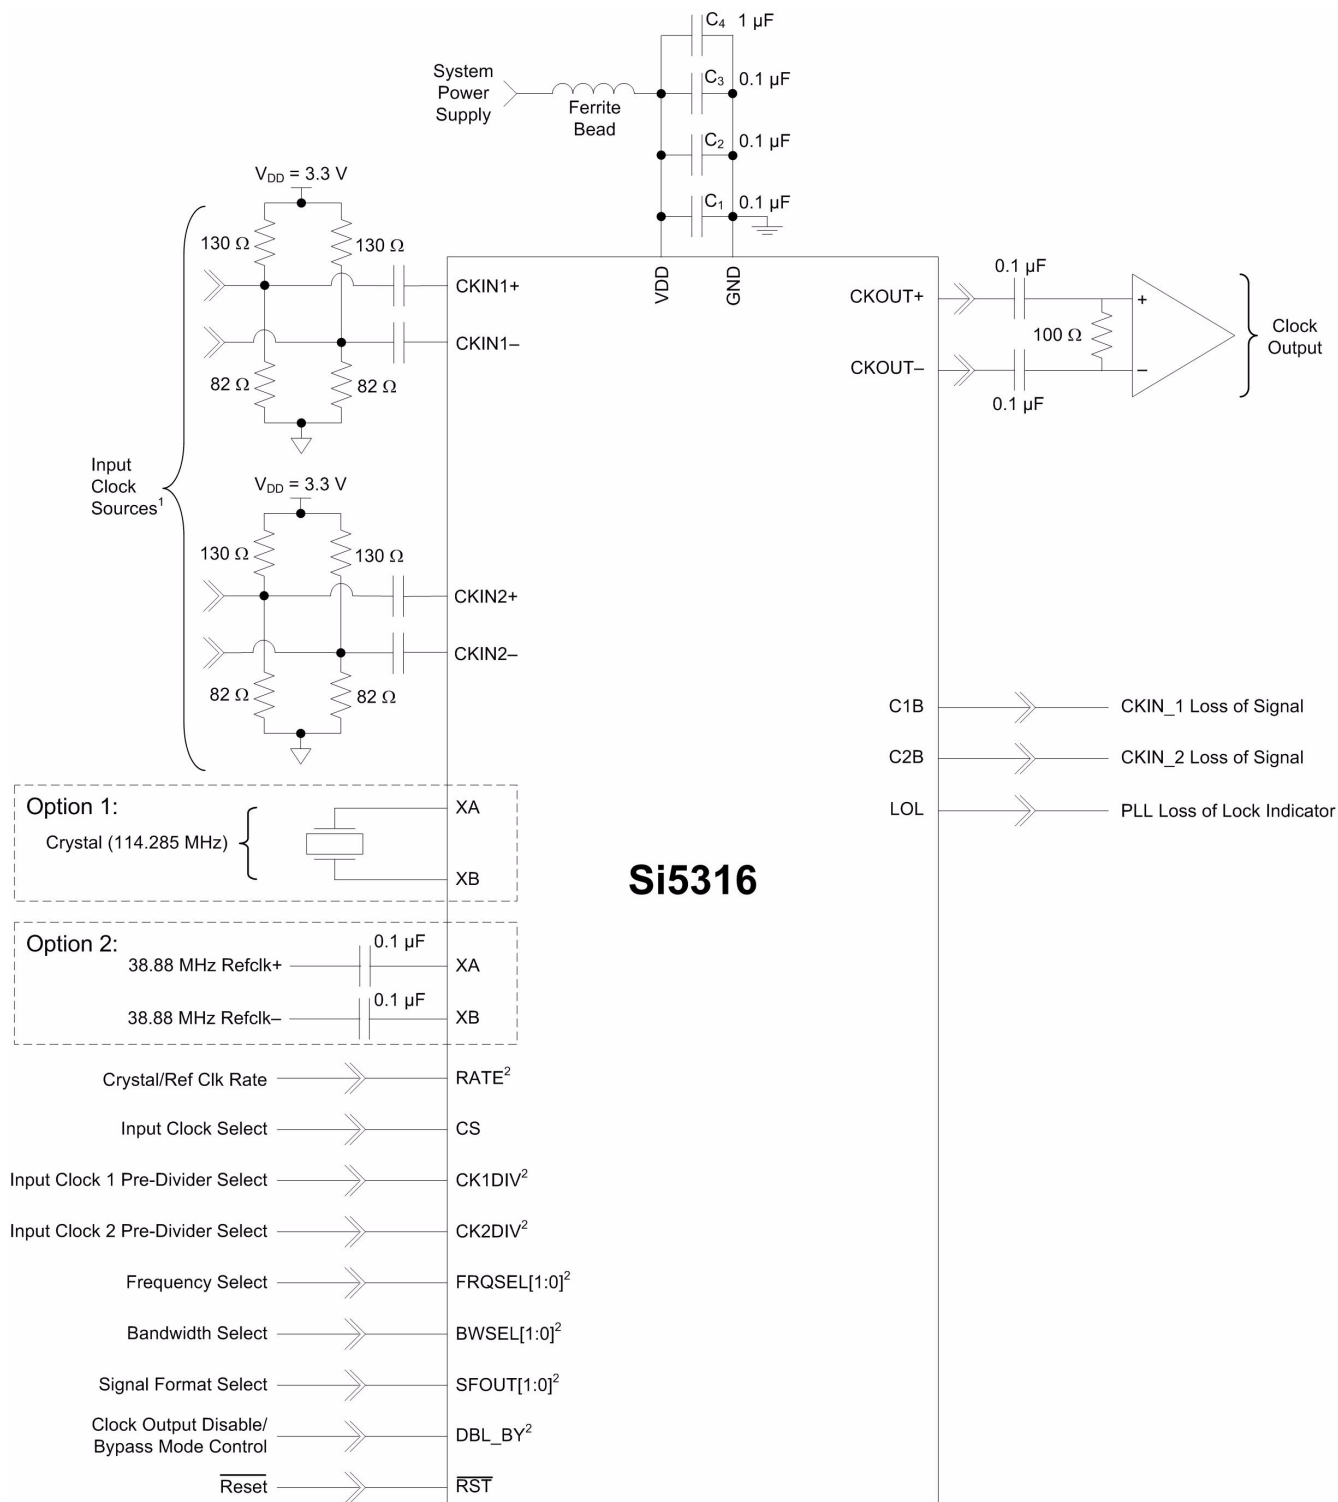 C4 1 µF
System
Power
Supply
Ferrite
Bead
C3 0.1 µF
C2 0.1 µF
C1 0.1 µF
VDD = 3.3 V
130 Ω
130 Ω
82 Ω
82 Ω
CKIN1+
CKIN1–
VDD
GND
CKOUT+
CKOUT–
0.1 µF
100 Ω
0.1 µF
+
–
Clock
Output
Input
Clock
Sources1
VDD = 3.3 V
130 Ω
130 Ω
82 Ω
82 Ω
CKIN2+
CKIN2–
C1B
CKIN_1 Loss of Signal
C2B
CKIN_2 Loss of Signal
LOL
PLL Loss of Lock Indicator
Option 1:
Crystal (114.285 MHz)
XA
XB
Si5316
Option 2:
0.1 µF
38.88 MHz Refclk+
XA
0.1 µF
38.88 MHz Refclk–
XB
Crystal/Ref Clk Rate
RATE2
Input Clock Select
CS
Input Clock 1 Pre-Divider Select
CK1DIV2
Input Clock 2 Pre-Divider Select
CK2DIV2
Frequency Select
FRQSEL[1:0]2
Bandwidth Select
BWSEL[1:0]2
Signal Format Select
SFOUT[1:0]2
Clock Output Disable/
Bypass Mode Control
DBL_BY2
Reset
RST